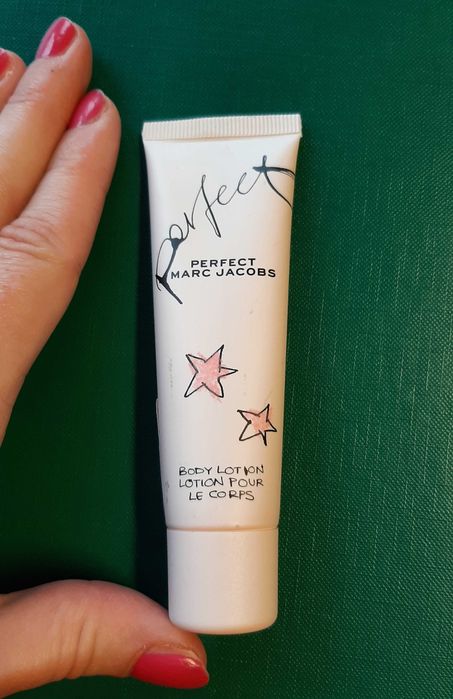 perfect
PERFECT
MARC JACOBS
BODY LOTION
LOTION POUR
LE CORPS